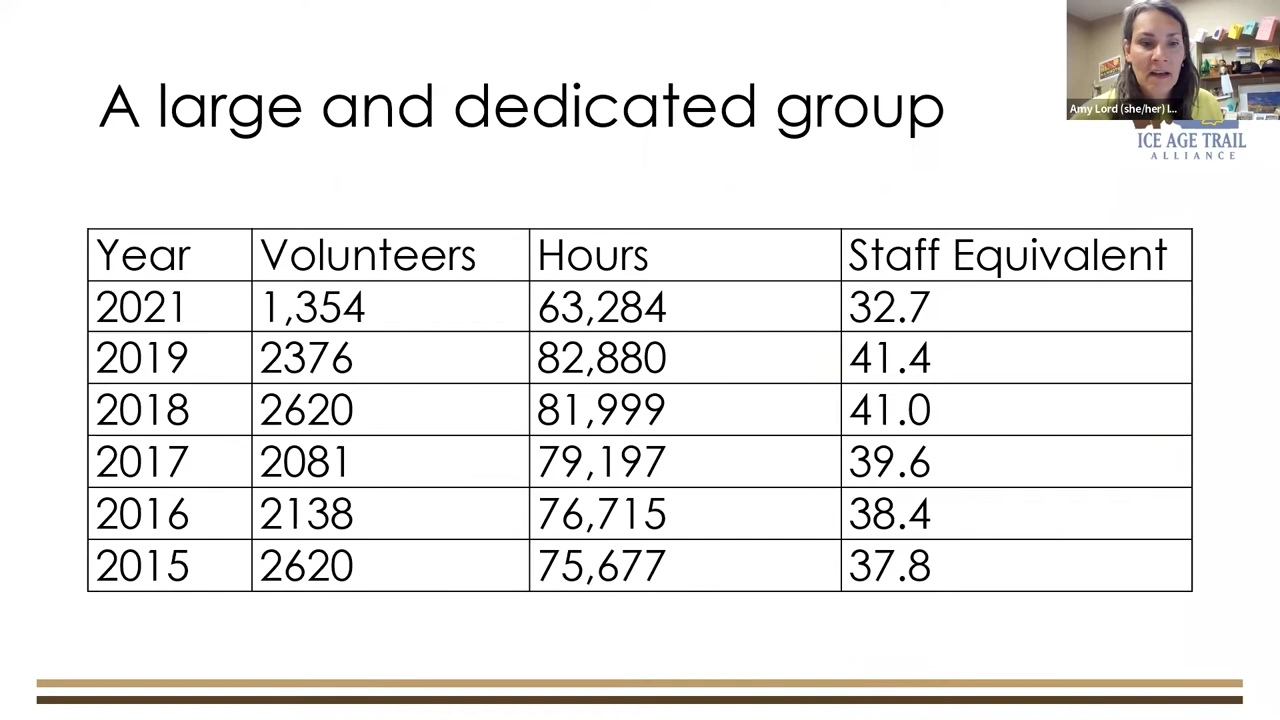 A large and dedicated group
Amy Lord (she/her) I...
ICE AGE TRAIL
ALLIANCE
Year Volunteers Hours Staff Equivalent
2021 1,354 63,284 32.7
2019 2376 82,880 41.4
2018 2620 81,999 41.0
2017 2081 79,197 39.6
2016 2138 76,715 38.4
2015 2620 75,677 37.8